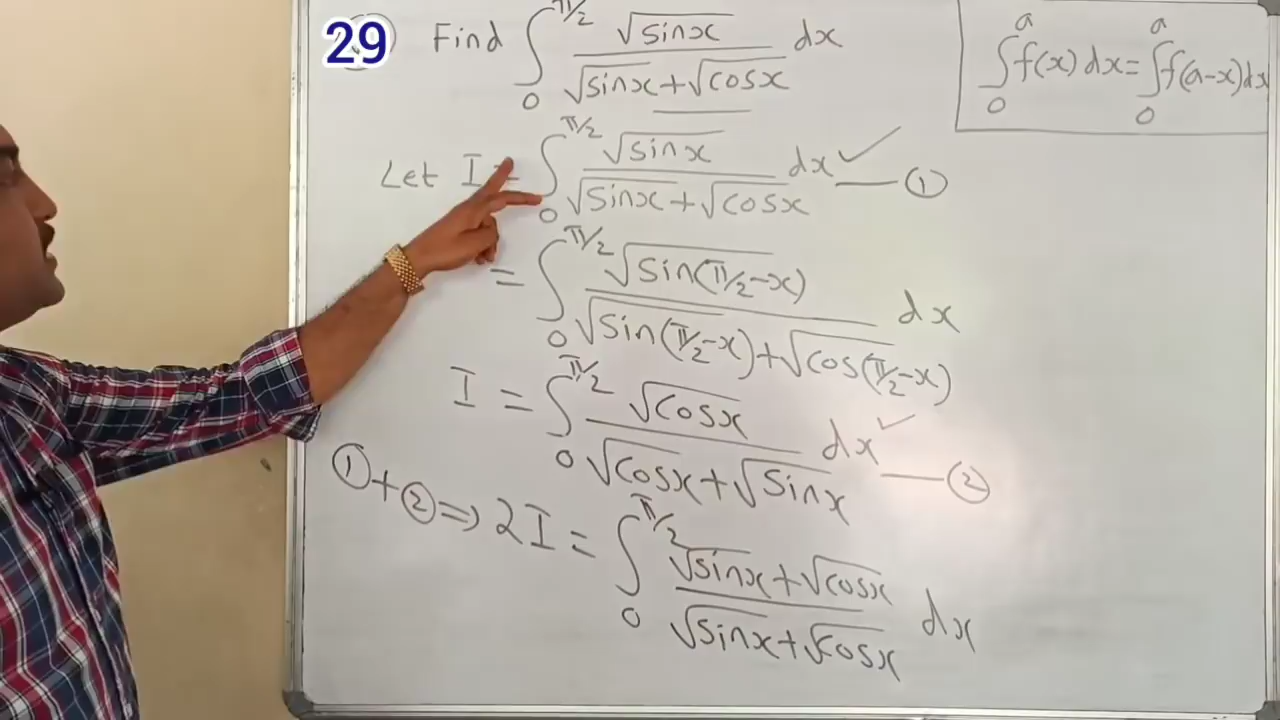 29 Find ∫₀^{π/2} √sinx / (√sinx + √cosx) dx
∫₀^a f(x) dx = ∫₀^a f(a-x) dx
Let I = ∫₀^{π/2} √sinx / (√sinx + √cosx) dx ✓ — ①
= ∫₀^{π/2} √sin(π/2-x) / (√sin(π/2-x) + √cos(π/2-x)) dx
I = ∫₀^{π/2} √cosx / (√cosx + √sinx) dx ✓ — ②
① + ② ⇒ 2I = ∫₀^{π/2} (√sinx + √cosx) / (√sinx + √cosx) dx